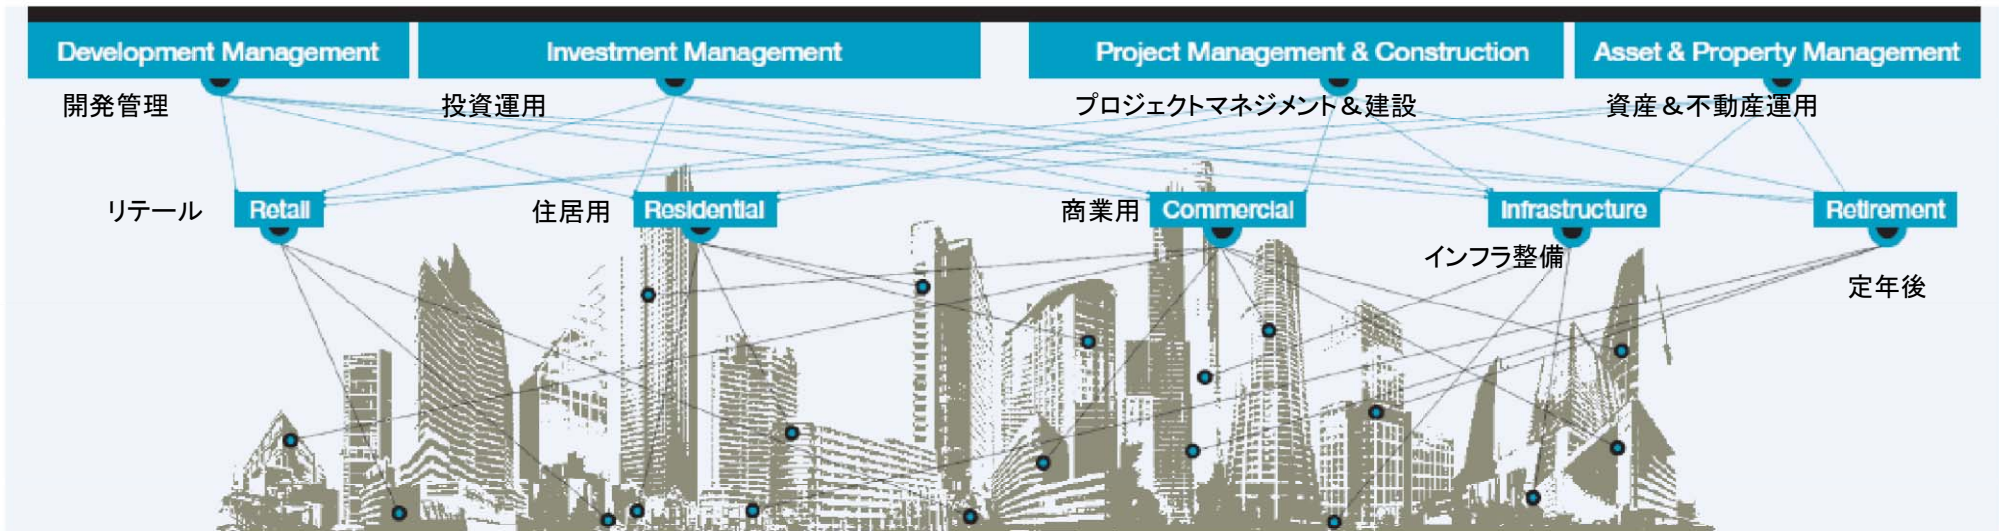 Development Management
Investment Management
Project Management & Construction
Asset & Property Management
開発管理
投資運用
プロジェクトマネジメント&建設
資産&不動産運用
リテール
Retail
住居用
Residential
商業用
Commercial
Infrastructure
Retirement
インフラ整備
定年後